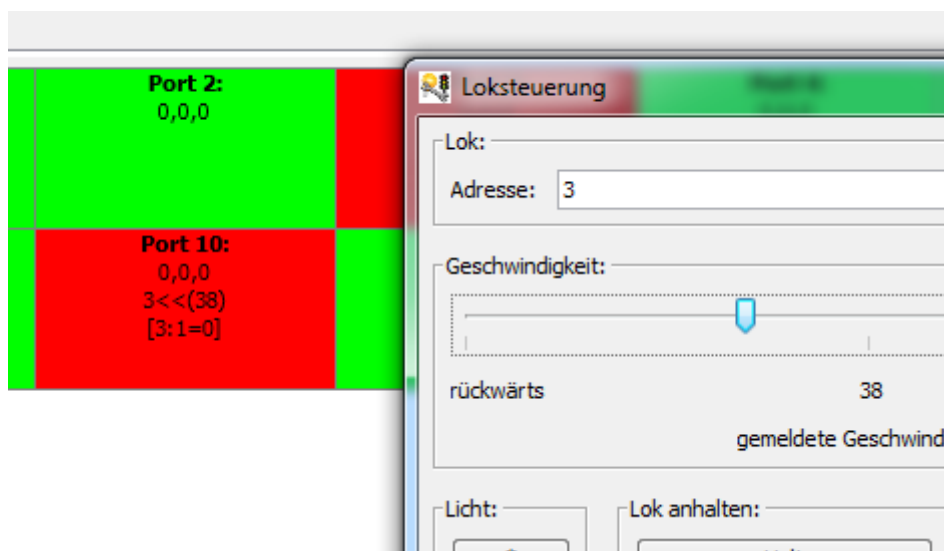 Port 2:
0,0,0
Port 10:
0,0,0
3<<(38)
[3:1=0]
Loksteuerung
Lok:
Adresse: 3
Geschwindigkeit:
rückwärts 38
gemeldete Geschwind
Licht:
Lok anhalten: